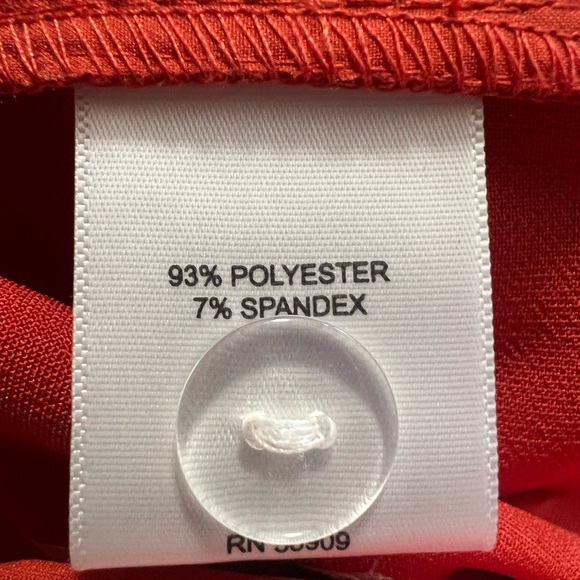 93% POLYESTER
7% SPANDEX
RN